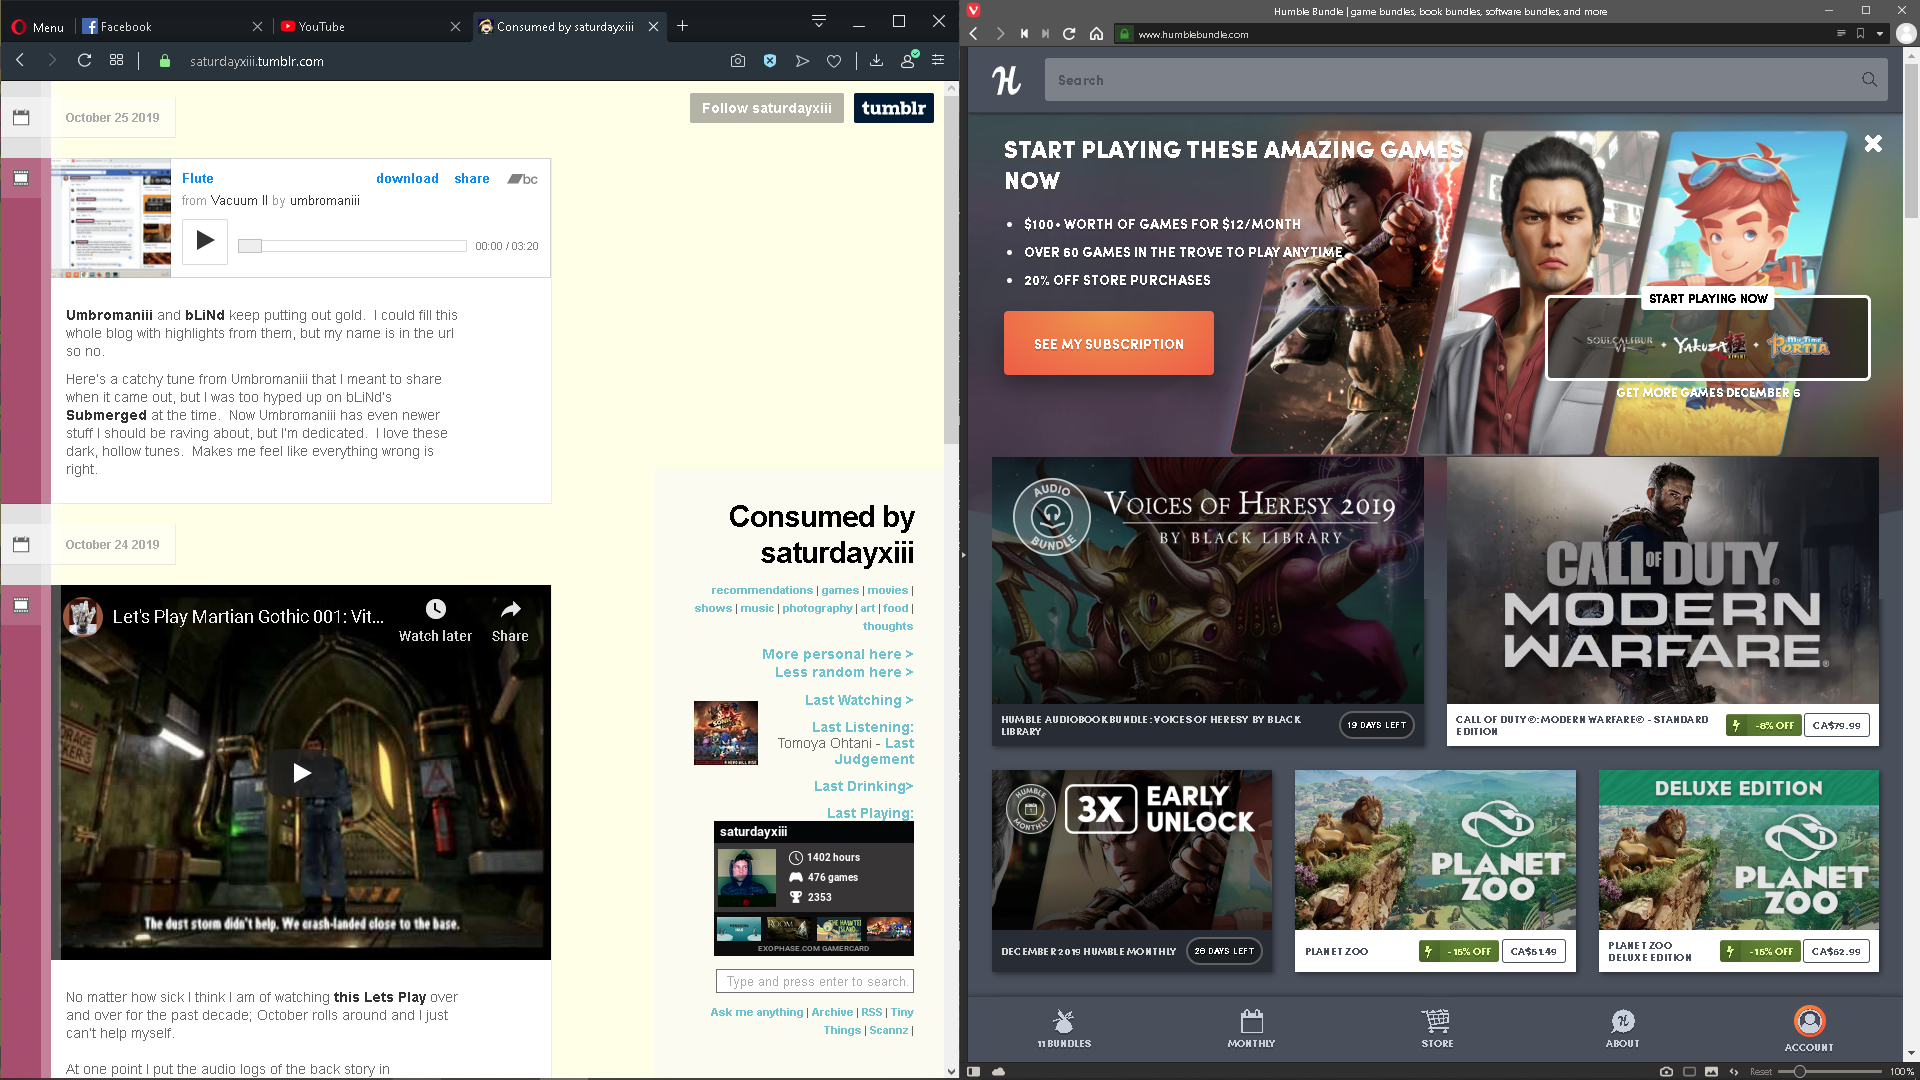 Menu
Facebook
YouTube
Consumed by saturdayxiii
saturdayxiii.tumblr.com
October 25 2019
Follow saturdayxiii
tumblr
Flute
download
share
bc
from Vacuum II by umbromaniii
00:00 / 03:20
Umbromaniii and bLiNd keep putting out gold.  I could fill this
whole blog with highlights from them, but my name is in the url
so no.
Here's a catchy tune from Umbromaniii that I meant to share
when it came out, but I was too hyped up on bLiNd's
Submerged at the time.  Now Umbromaniii has even newer
stuff I should be raving about, but I'm dedicated.  I love these
dark, hollow tunes.  Makes me feel like everything wrong is
right.
October 24 2019
Let's Play Martian Gothic 001: Vit...
Watch later
Share
The dust storm didn't help. We crash-landed close to the base.
No matter how sick I think I am of watching this Lets Play over
and over for the past decade; October rolls around and I just
can't help myself.
At one point I put the audio logs of the back story in
Consumed by
saturdayxiii
recommendations | games | movies |
shows | music | photography | art | food |
thoughts
More personal here >
Less random here >
Last Watching >
Last Listening:
Tomoya Ohtani - Last
Judgement
Last Drinking>
Last Playing:
saturdayxiii
1402 hours
476 games
2353
EXOPHASE.COM GAMERCARD
Type and press enter to search.
Ask me anything | Archive | RSS | Tiny
Things | Scannz |
Humble Bundle | game bundles, book bundles, software bundles, and more
www.humblebundle.com
H
Search
START PLAYING THESE AMAZING GAMES
NOW
$100+ WORTH OF GAMES FOR $12/MONTH
OVER 60 GAMES IN THE TROVE TO PLAY ANYTIME
20% OFF STORE PURCHASES
SEE MY SUBSCRIPTION
START PLAYING NOW
SOULCALIBUR VI + YAKUZA KIWAMI + My Time PORTIA
GET MORE GAMES DECEMBER 6
AUDIO BUNDLE
VOICES OF HERESY 2019
BY BLACK LIBRARY
HUMBLE AUDIOBOOK BUNDLE: VOICES OF HERESY BY BLACK
LIBRARY
19 DAYS LEFT
CALL OF DUTY
MODERN
WARFARE
CALL OF DUTY®: MODERN WARFARE® - STANDARD
EDITION
-8% OFF
CA$79.99
HUMBLE MONTHLY
3X
EARLY
UNLOCK
DECEMBER 2019 HUMBLE MONTHLY
26 DAYS LEFT
PLANET
ZOO
PLANET ZOO
-15% OFF
CA$51.49
DELUXE EDITION
PLANET
ZOO
PLANET ZOO
DELUXE EDITION
-15% OFF
CA$62.99
11 BUNDLES
MONTHLY
STORE
ABOUT
ACCOUNT
Reset
100 %